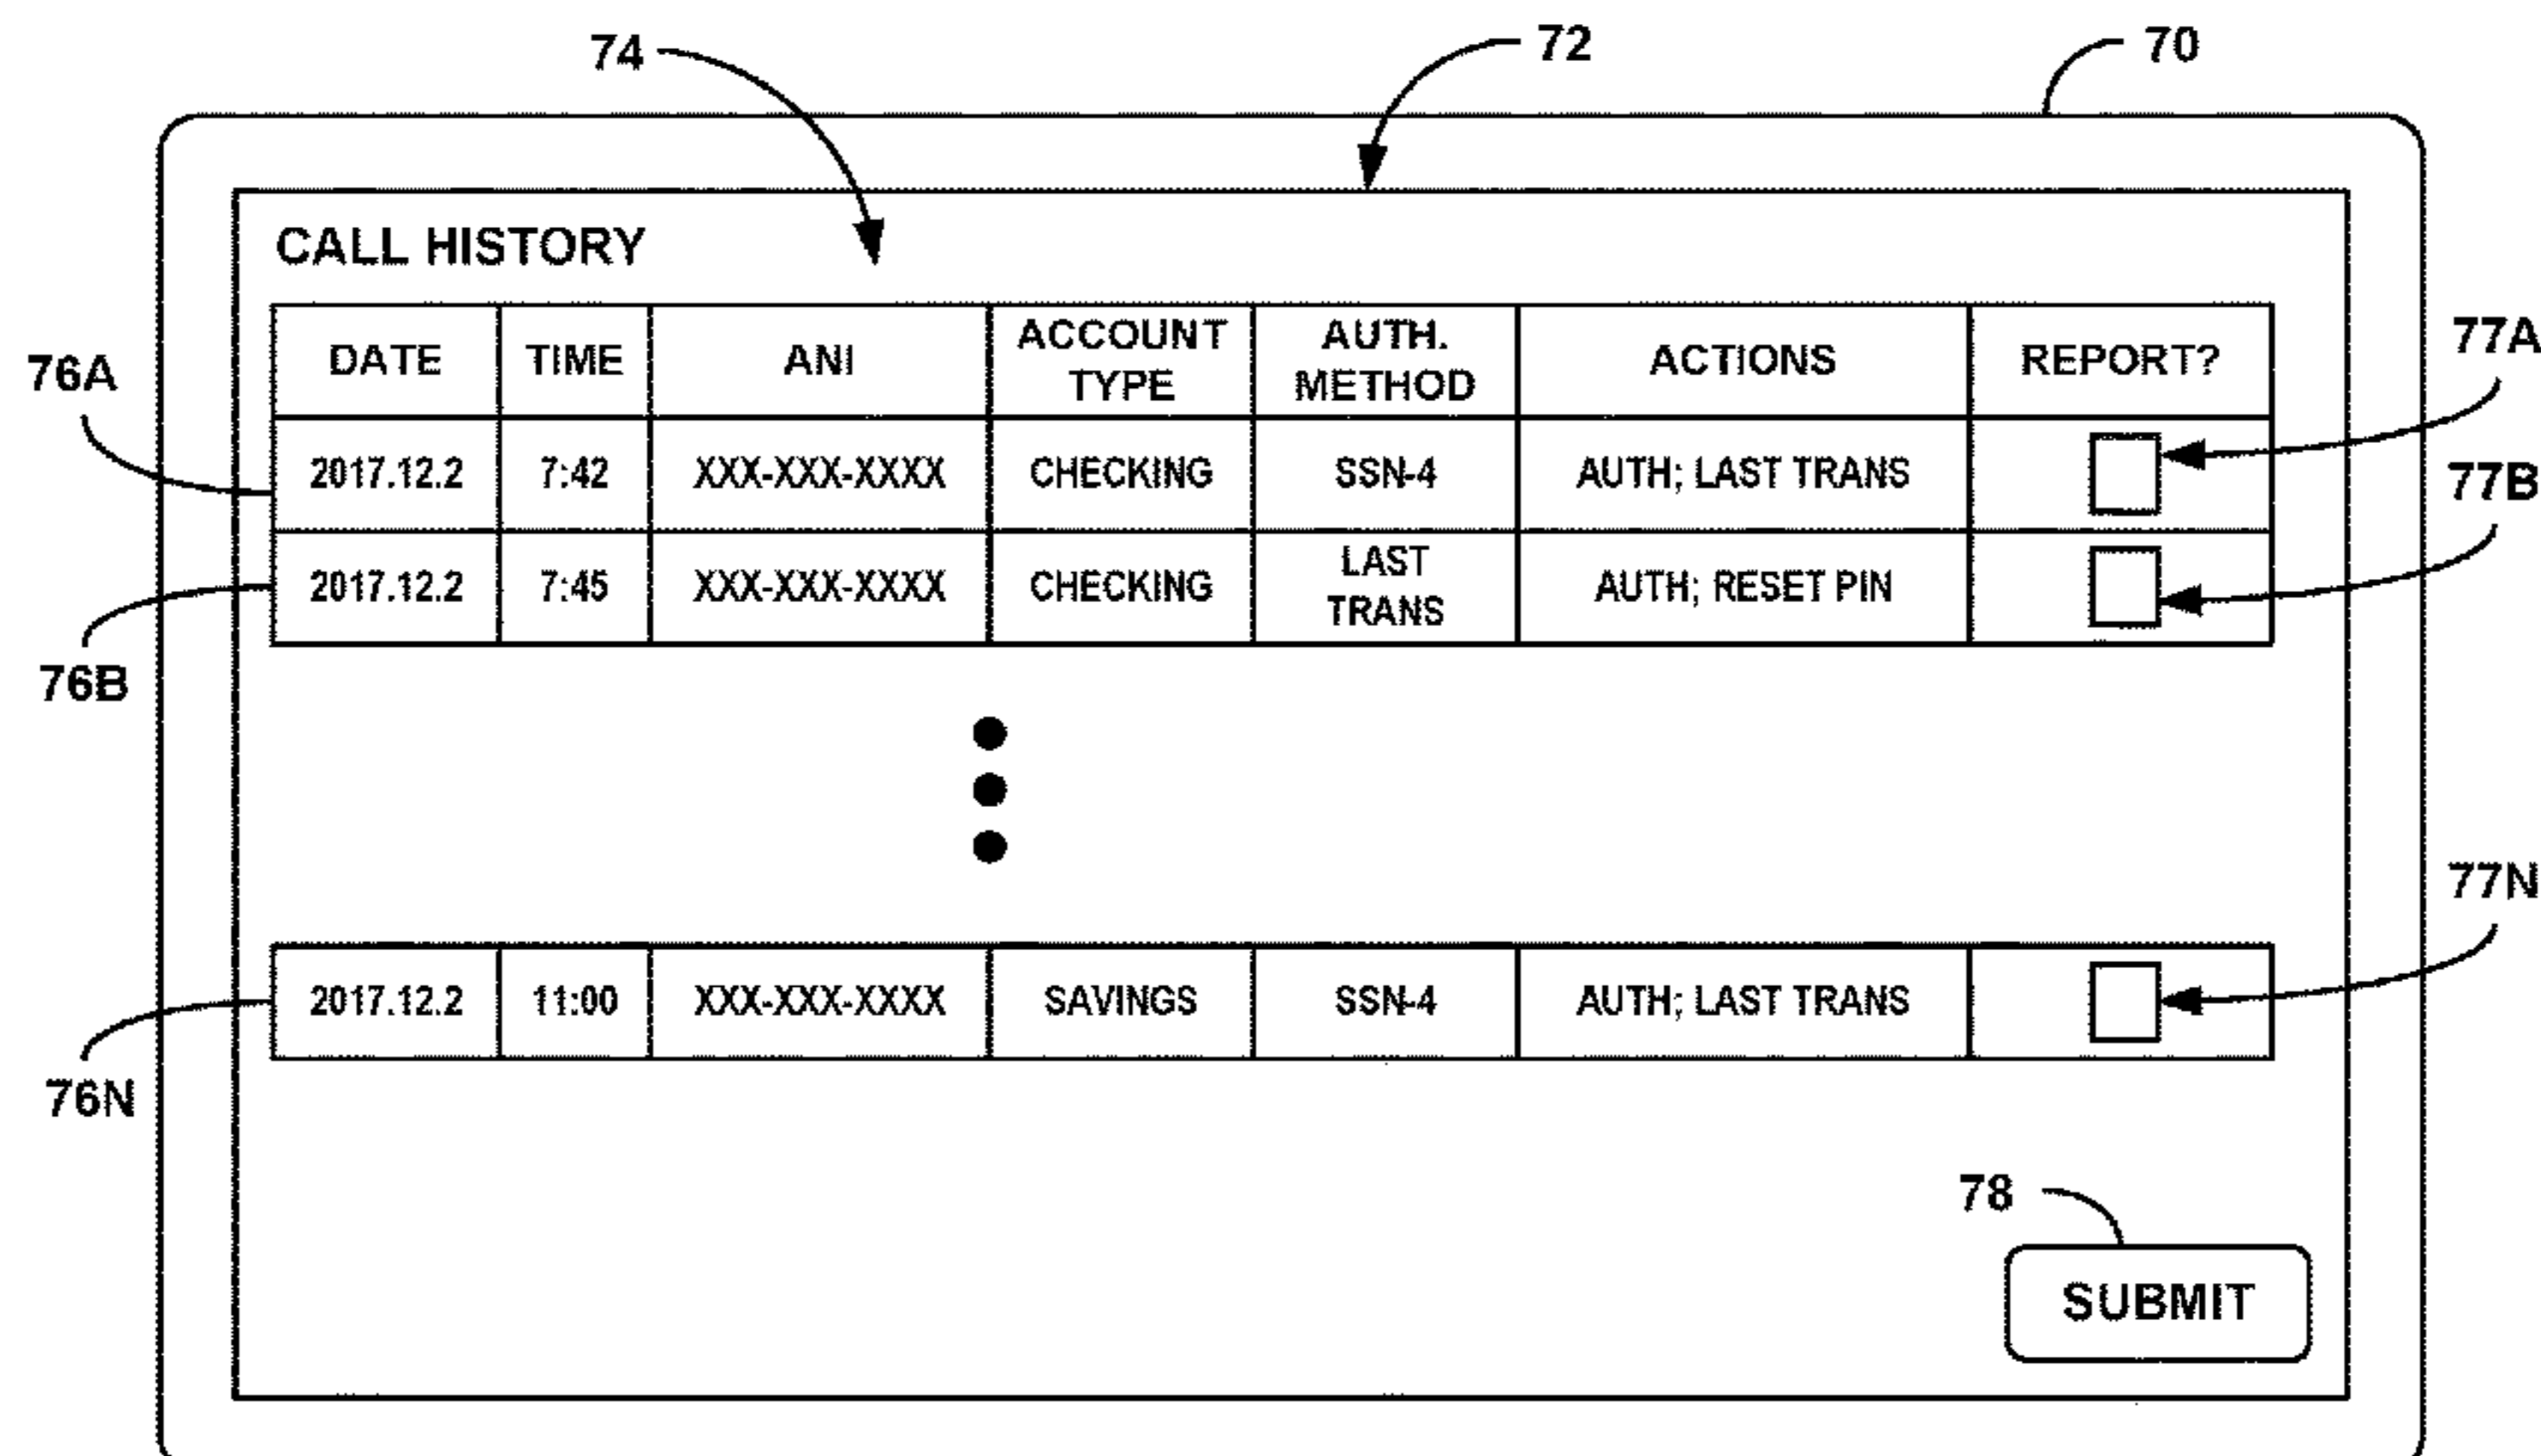 74
72
70
CALL HISTORY
DATE TIME ANI ACCOUNT TYPE AUTH. METHOD ACTIONS REPORT?
77A
76A
2017.12.2 7:42 XXX-XXX-XXXX CHECKING SSN-4 AUTH; LAST TRANS
77B
2017.12.2 7:45 XXX-XXX-XXXX CHECKING LAST TRANS AUTH; RESET PIN
76B
77N
2017.12.2 11:00 XXX-XXX-XXXX SAVINGS SSN-4 AUTH; LAST TRANS
76N
78
SUBMIT